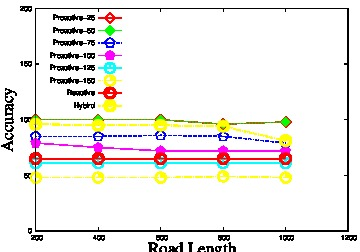 200
150
100
50
0
Accuracy
Proactive-25
Proactive-50
Proactive-75
Proactive-100
Proactive-125
Proactive-150
Reactive
Hybrid
200 400 600 800 1000 1200
Road Length